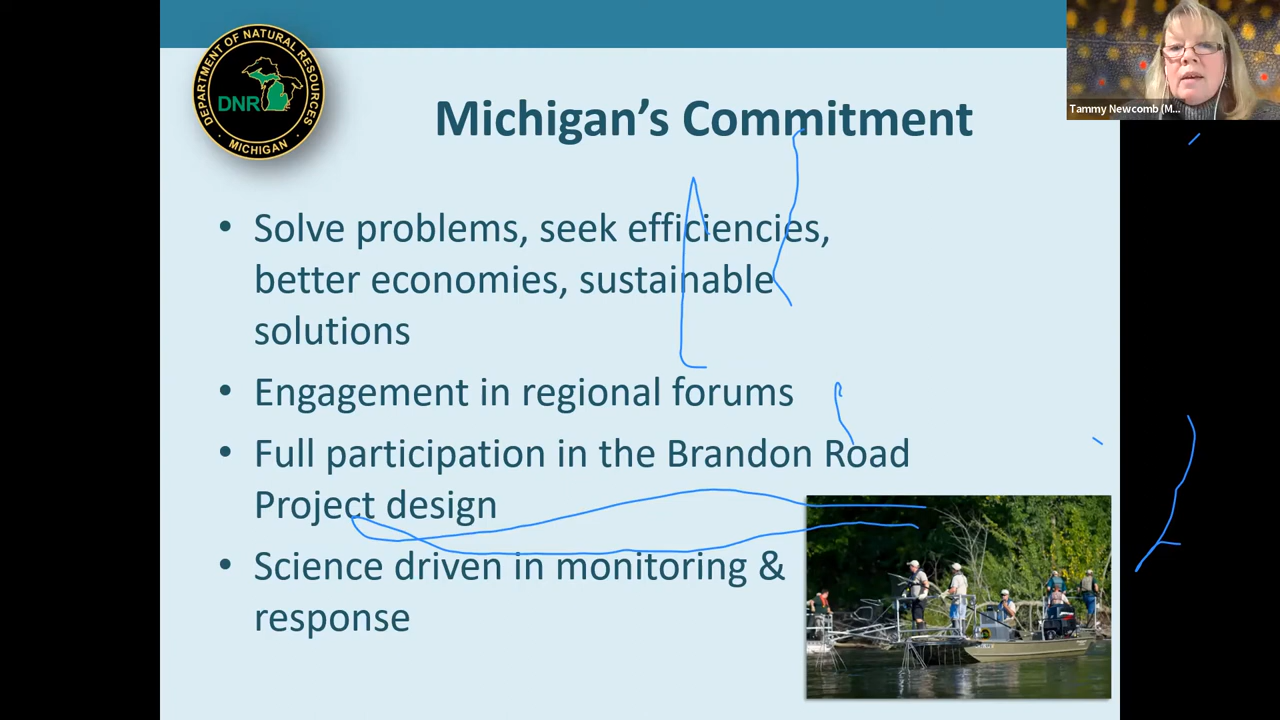 DEPARTMENT OF NATURAL RESOURCES
DNR
MICHIGAN
Michigan's Commitment
Tammy Newcomb (M...
• Solve problems, seek efficiencies,
better economies, sustainable
solutions
• Engagement in regional forums
• Full participation in the Brandon Road
Project design
• Science driven in monitoring &
response